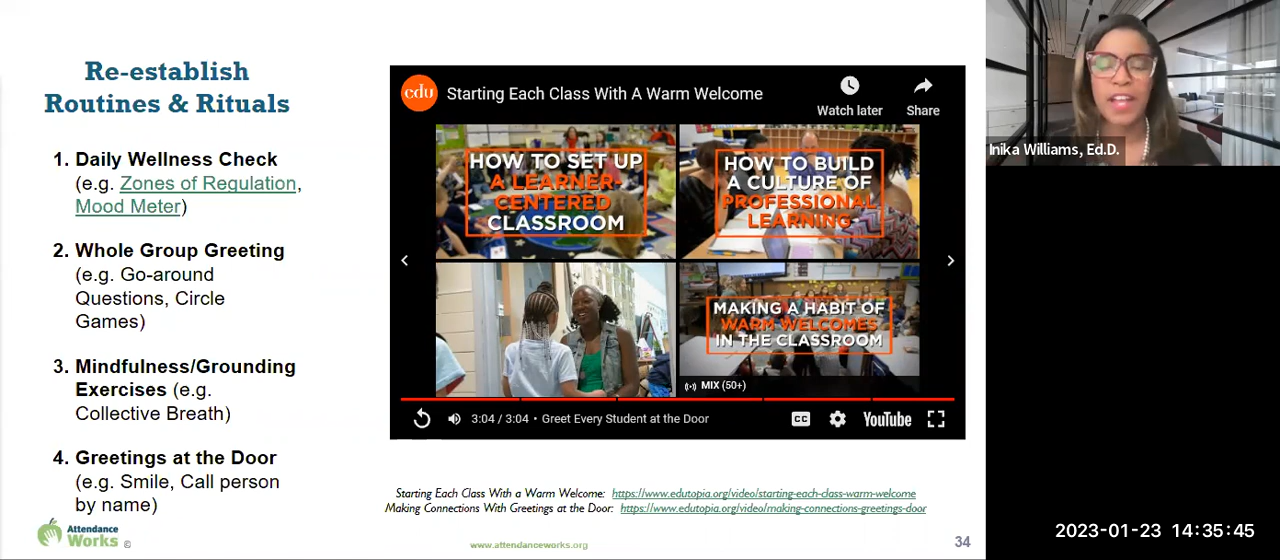 Re-establish
Routines & Rituals
1. Daily Wellness Check
(e.g. Zones of Regulation,
Mood Meter)
2. Whole Group Greeting
(e.g. Go-around
Questions, Circle
Games)
3. Mindfulness/Grounding
Exercises (e.g.
Collective Breath)
4. Greetings at the Door
(e.g. Smile, Call person
by name)
Attendance
Works ©
edu
Starting Each Class With A Warm Welcome
Watch later
Share
HOW TO SET UP
A LEARNER-
CENTERED
CLASSROOM
HOW TO BUILD
A CULTURE OF
PROFESSIONAL
LEARNING
MAKING A HABIT OF
WARM WELCOMES
IN THE CLASSROOM
MIX (50+)
3:04 / 3:04 • Greet Every Student at the Door
CC
YouTube
Starting Each Class With a Warm Welcome: https://www.edutopia.org/video/starting-each-class-warm-welcome
Making Connections With Greetings at the Door: https://www.edutopia.org/video/making-connections-greetings-door
www.attendanceworks.org
34
Inika Williams, Ed.D.
2023-01-23 14:35:45